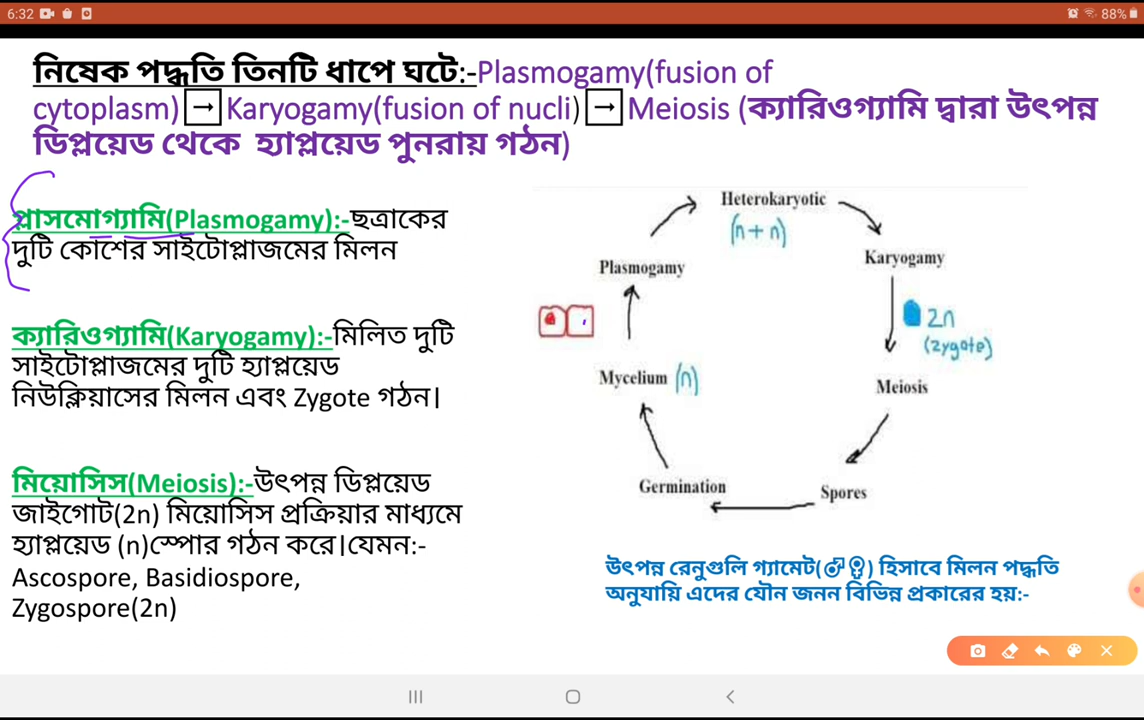 6:32
88%
নিষেক পদ্ধতি তিনটি ধাপে ঘটে:-Plasmogamy(fusion of
cytoplasm) → Karyogamy(fusion of nucli) → Meiosis (ক্যারিওগ্যামি দ্বারা উৎপন্ন
ডিপ্লয়েড থেকে হ্যাপ্লয়েড পুনরায় গঠন)
প্লাসমোগ্যামি(Plasmogamy):-ছত্রাকের
দুটি কোশের সাইটোপ্লাজমের মিলন
ক্যারিওগ্যামি(Karyogamy):-মিলিত দুটি
সাইটোপ্লাজমের দুটি হ্যাপ্লয়েড
নিউক্লিয়াসের মিলন এবং Zygote গঠন।
মিয়োসিস(Meiosis):-উৎপন্ন ডিপ্লয়েড
জাইগোট(2n) মিয়োসিস প্রক্রিয়ার মাধ্যমে
হ্যাপ্লয়েড (n)স্পোর গঠন করে।যেমন:-
Ascospore, Basidiospore,
Zygospore(2n)
Heterokaryotic
(n+n)
Plasmogamy
Karyogamy
2n
(zygote)
Mycelium (n)
Meiosis
Germination
Spores
উৎপন্ন রেনুগুলি গ্যামেট(♂♀) হিসাবে মিলন পদ্ধতি
অনুযায়ি এদের যৌন জনন বিভিন্ন প্রকারের হয়:-